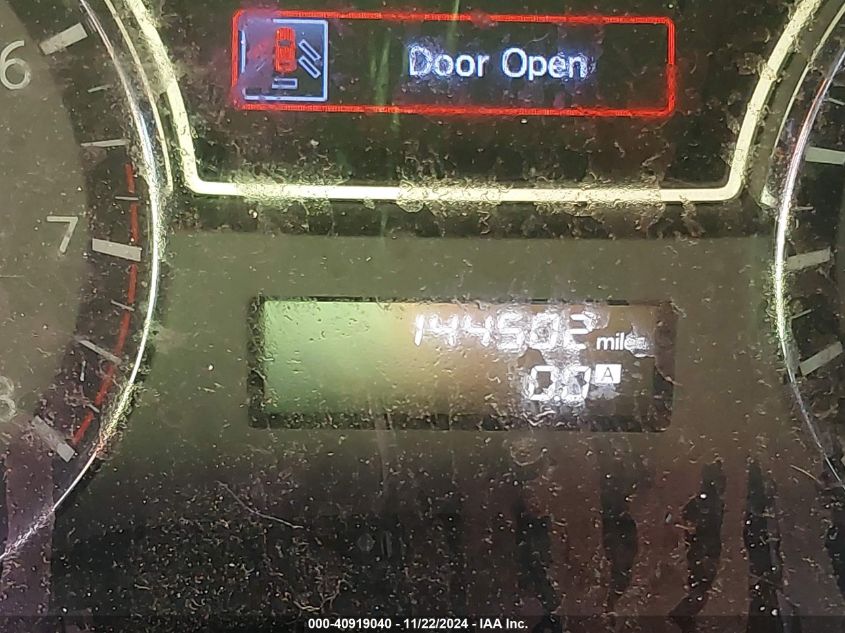 6
Door Open
7
144502 miles
0.0 A
8
000-40919040 - 11/22/2024 - IAA Inc.